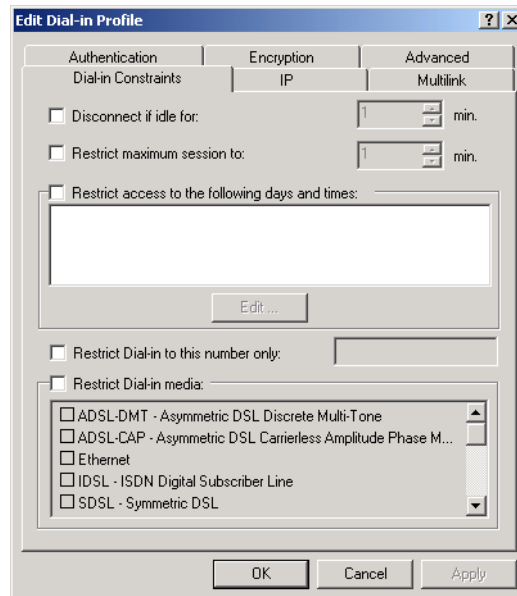 Edit Dial-in Profile
Authentication Encryption Advanced
Dial-in Constraints IP Multilink
Disconnect if idle for: 1 min.
Restrict maximum session to: 1 min.
Restrict access to the following days and times:
Edit ...
Restrict Dial-in to this number only:
Restrict Dial-in media:
ADSL-DMT - Asymmetric DSL Discrete Multi-Tone
ADSL-CAP - Asymmetric DSL Carrierless Amplitude Phase M...
Ethernet
IDSL - ISDN Digital Subscriber Line
SDSL - Symmetric DSL
OK Cancel Apply